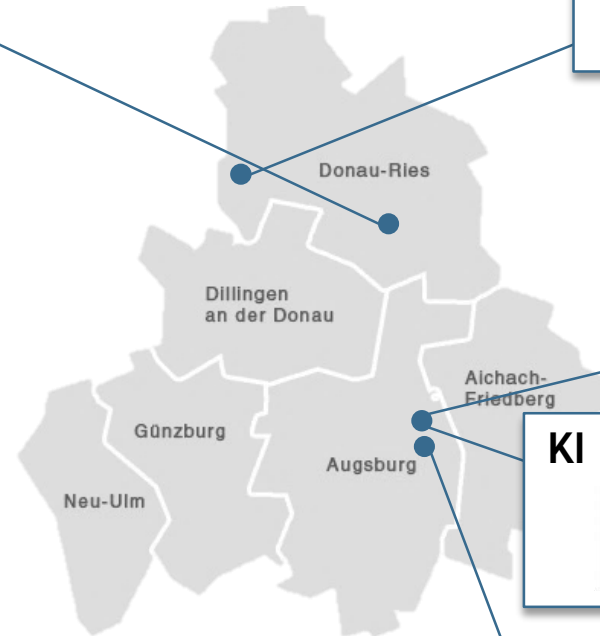 Donau-Ries
Dillingen
an der Donau
Aichach-
Friedberg
Günzburg
Augsburg
KI
Neu-Ulm